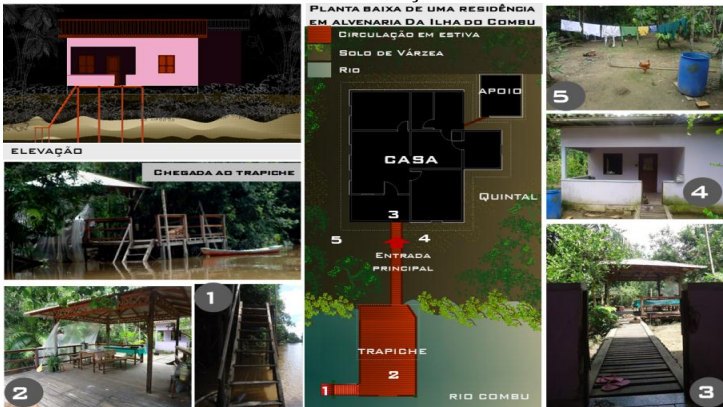 ELEVAÇÃO
CHEGADA AO TRAPICHE
2
1
PLANTA BAIXA DE UMA RESIDÊNCIA
EM ALVENARIA DA ILHA DO COMBU
CIRCULAÇÃO EM ESTIVA
SOLO DE VÁRZEA
RIO
APOIO
CASA
QUINTAL
3
5
4
ENTRADA
PRINCIPAL
TRAPICHE
2
1
RIO COMBU
5
4
3